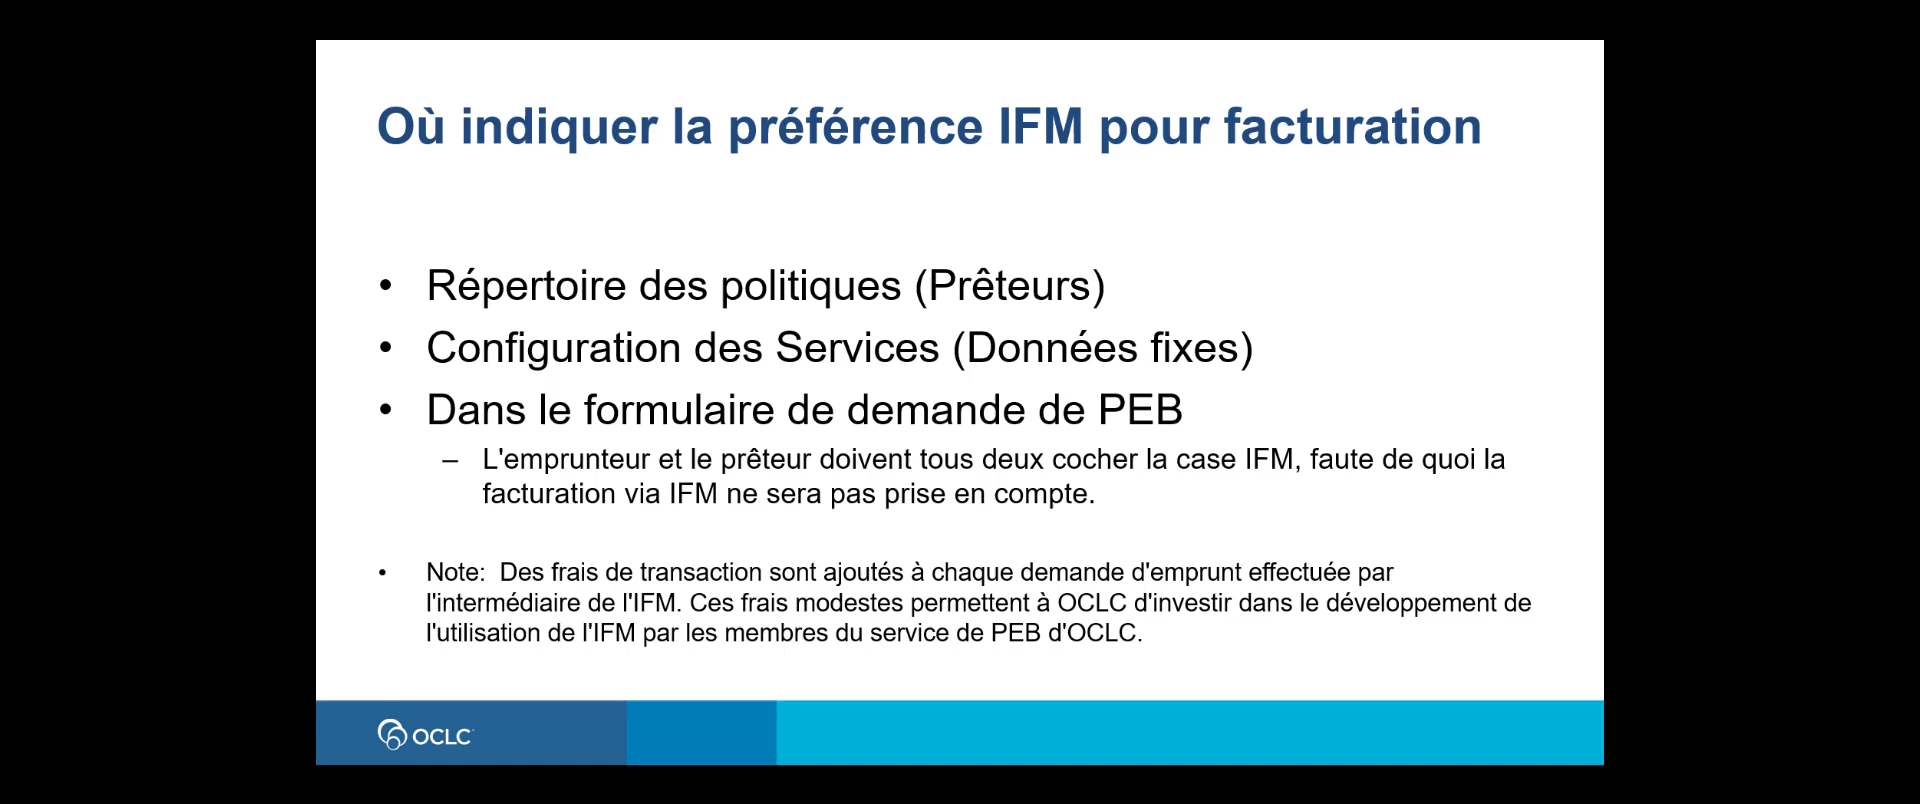 Où indiquer la préférence IFM pour facturation
• Répertoire des politiques (Prêteurs)
• Configuration des Services (Données fixes)
• Dans le formulaire de demande de PEB
– L'emprunteur et le prêteur doivent tous deux cocher la case IFM, faute de quoi la
facturation via IFM ne sera pas prise en compte.
• Note:  Des frais de transaction sont ajoutés à chaque demande d'emprunt effectuée par
l'intermédiaire de l'IFM. Ces frais modestes permettent à OCLC d'investir dans le développement de
l'utilisation de l'IFM par les membres du service de PEB d'OCLC.
OCLC